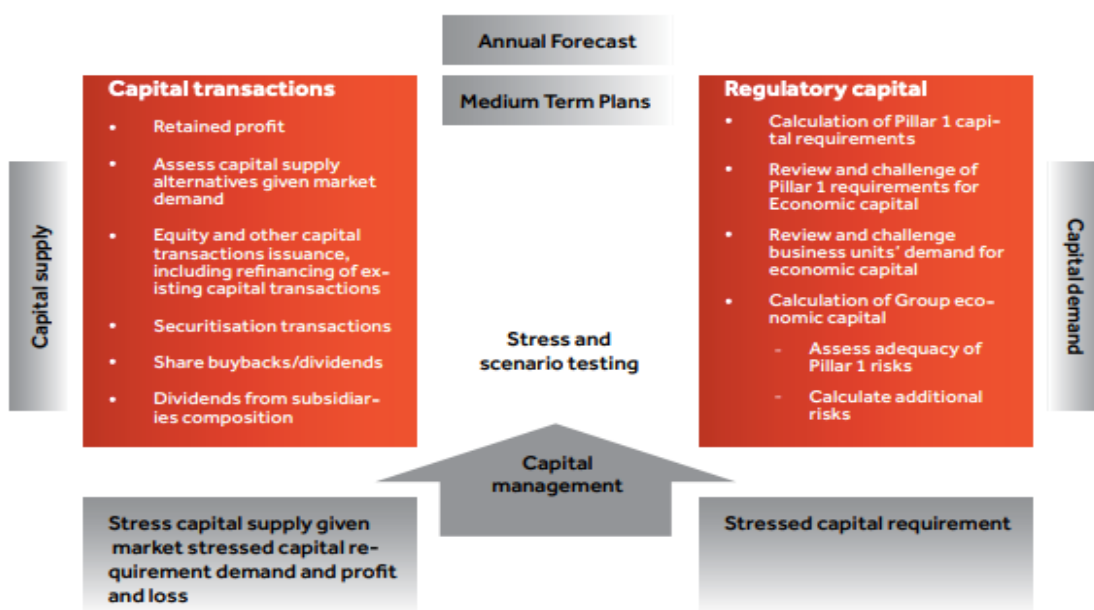 Annual Forecast
Medium Term Plans
Capital supply
Capital transactions
• Retained profit
• Assess capital supply
alternatives given market
demand
• Equity and other capital
transactions issuance,
including refinancing of ex-
isting capital transactions
• Securitisation transactions
• Share buybacks/dividends
• Dividends from subsidiar-
ies composition
Stress and
scenario testing
Regulatory capital
• Calculation of Pillar 1 capi-
tal requirements
• Review and challenge of
Pillar 1 requirements for
Economic capital
• Review and challenge
business units' demand for
economic capital
• Calculation of Group eco-
nomic capital
- Assess adequacy of
Pillar 1 risks
- Calculate additional
risks
Capital demand
Capital
management
Stress capital supply given
market stressed capital re-
quirement demand and profit
and loss
Stressed capital requirement